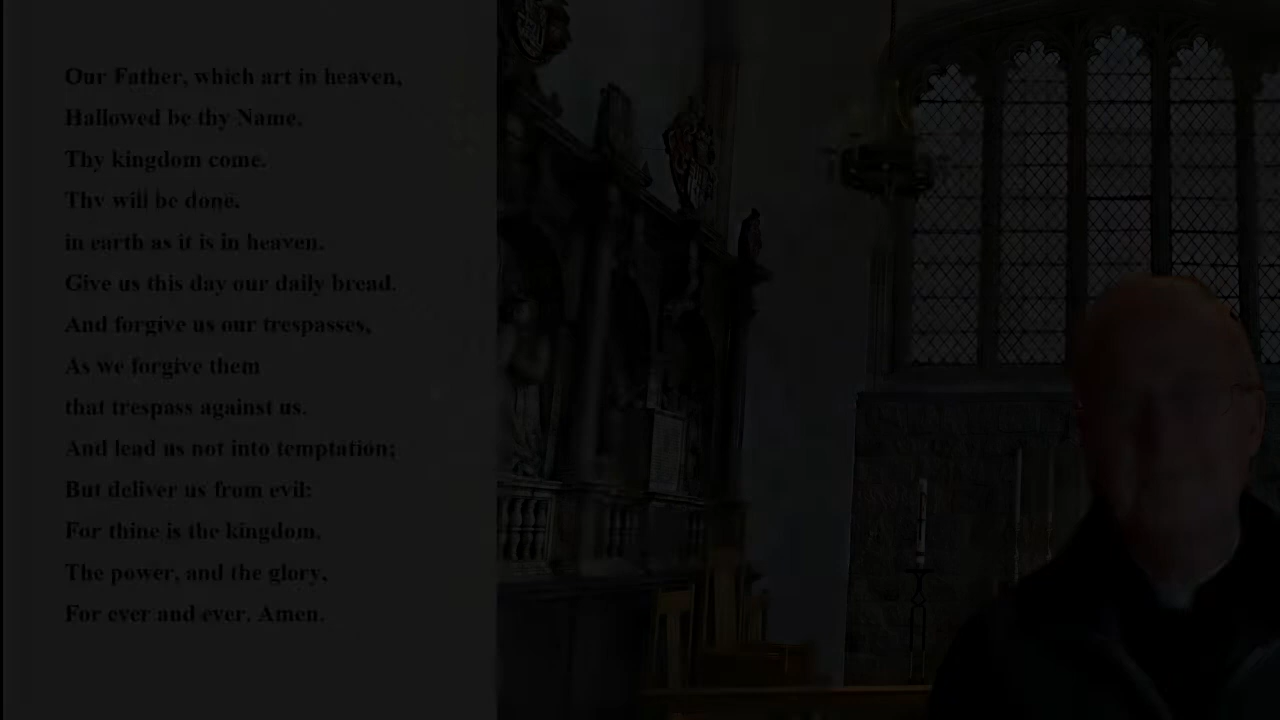 Our Father, which art in heaven,
Hallowed be thy Name.
Thy kingdom come.
Thy will be done.
in earth as it is in heaven.
Give us this day our daily bread.
And forgive us our trespasses,
As we forgive them
that trespass against us.
And lead us not into temptation;
But deliver us from evil:
For thine is the kingdom,
The power, and the glory,
For ever and ever. Amen.